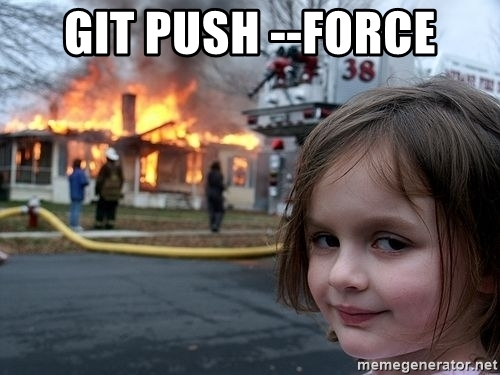 GIT PUSH --FORCE
38
memegenerator.net